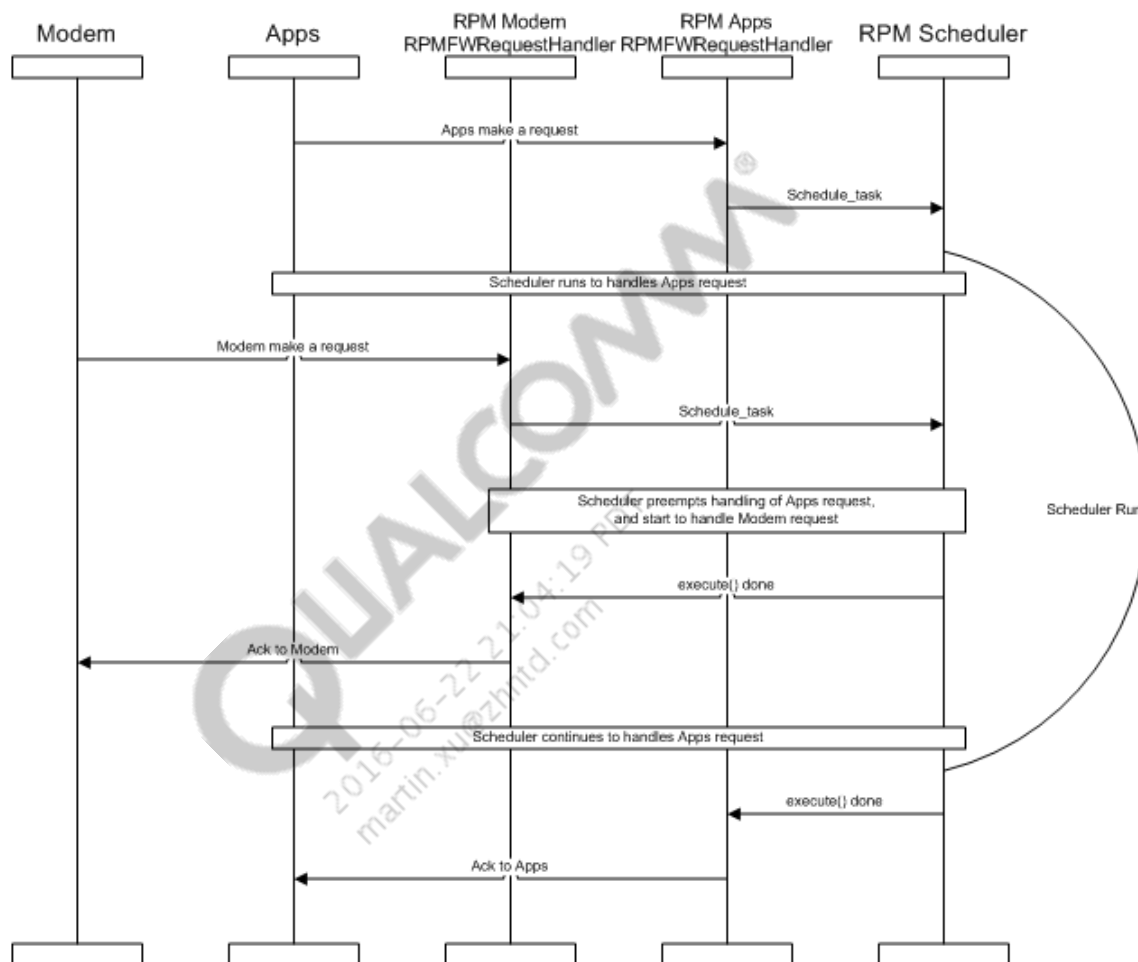 Modem
Apps
RPM Modem
RPMFWRequestHandler
RPM Apps
RPMFWRequestHandler
RPM Scheduler
Apps make a request
Schedule_task
Scheduler runs to handles Apps request
Modem make a request
Schedule_task
Scheduler preempts handling of Apps request,
and start to handle Modem request
Scheduler Run
execute() done
Ack to Modem
Scheduler continues to handles Apps request
execute() done
Ack to Apps
QUALCOMM®
2016-06-22 21:04:19 PDT
martin.xu@zhntd.com